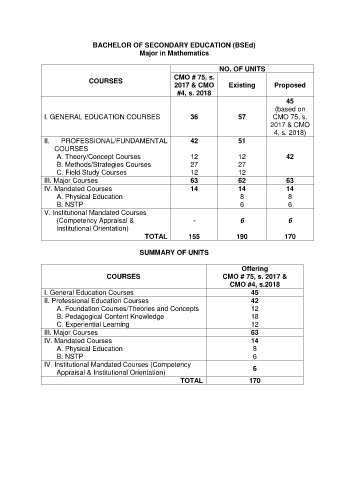 BACHELOR OF SECONDARY EDUCATION (BSEd)
Major in Mathematics
COURSES
NO. OF UNITS
CMO # 75, s. 2017 & CMO #4, s. 2018
Existing
Proposed
I. GENERAL EDUCATION COURSES 36 57 45 (based on CMO 75, s. 2017 & CMO 4, s. 2018)
II. PROFESSIONAL/FUNDAMENTAL COURSES 42 51
A. Theory/Concept Courses 12 12 42
B. Methods/Strategies Courses 27 27
C. Field Study Courses 12 12
III. Major Courses 63 62 63
IV. Mandated Courses 14 14 14
A. Physical Education 8 8
B. NSTP 6 6
V. Institutional Mandated Courses (Competency Appraisal & Institutional Orientation) - 6 6
TOTAL 155 190 170
SUMMARY OF UNITS
COURSES
Offering
CMO # 75, s. 2017 &
CMO #4, s.2018
I. General Education Courses 45
II. Professional Education Courses 42
A. Foundation Courses/Theories and Concepts 12
B. Pedagogical Content Knowledge 18
C. Experiential Learning 12
III. Major Courses 63
IV. Mandated Courses 14
A. Physical Education 8
B. NSTP 6
IV. Institutional Mandated Courses (Competency
Appraisal & Institutional Orientation) 6
TOTAL 170